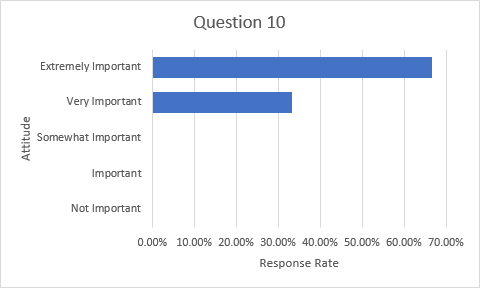 Question 10
Attitude
Extremely Important
Very Important
Somewhat Important
Important
Not Important
0.00% 10.00% 20.00% 30.00% 40.00% 50.00% 60.00% 70.00%
Response Rate